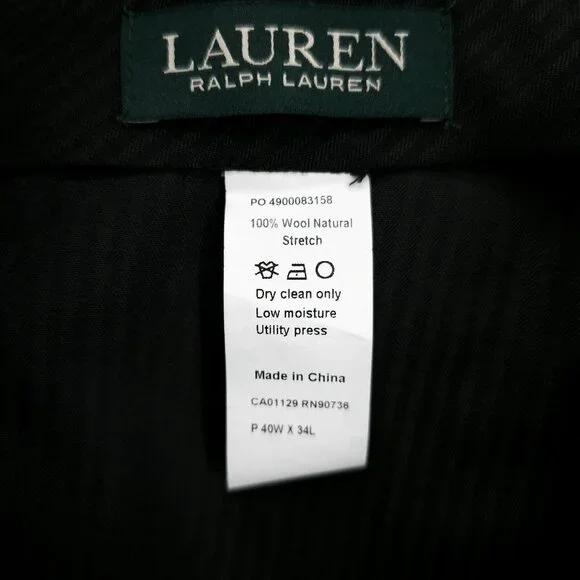 LAUREN
RALPH LAUREN
PO 4900083158
100% Wool Natural
Stretch
Dry clean only
Low moisture
Utility press
Made in China
CA01129 RN90736
P 40W X 34L